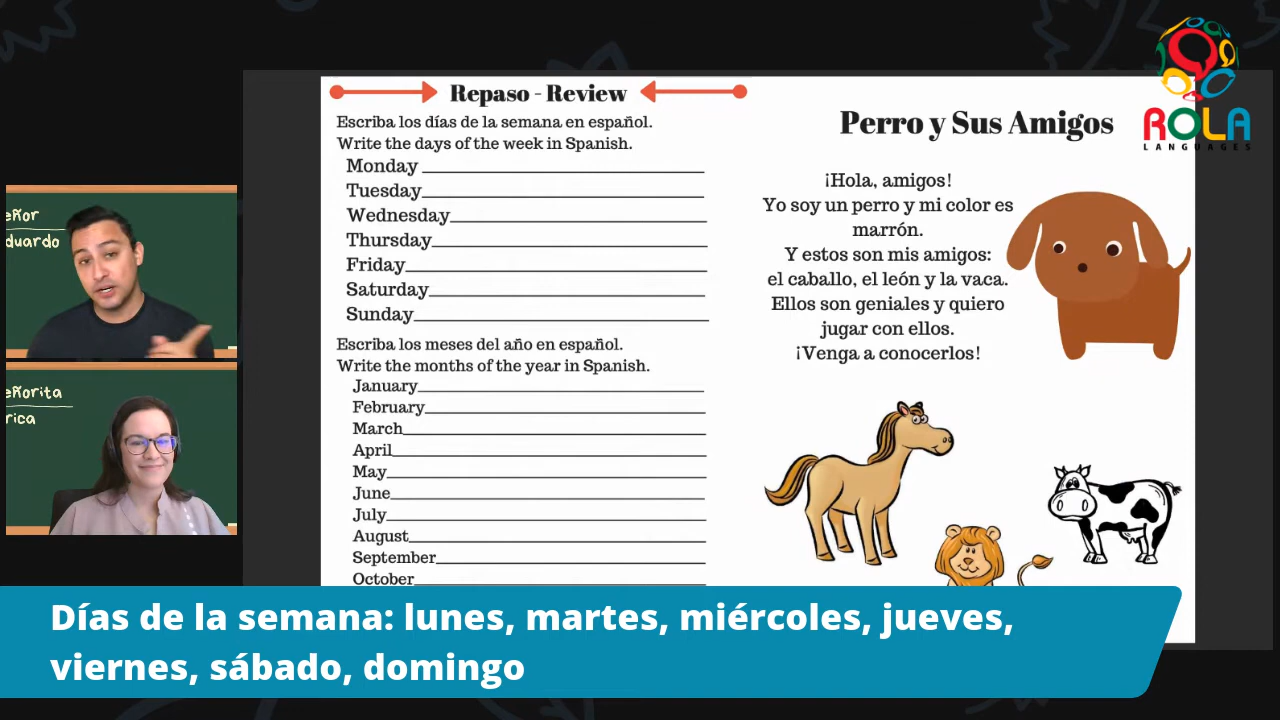 Repaso - Review
Escriba los días de la semana en español.
Write the days of the week in Spanish.
Monday
Tuesday
Wednesday
Thursday
Friday
Saturday
Sunday
Escriba los meses del año en español.
Write the months of the year in Spanish.
January
February
March
April
May
June
July
August
September
October
Perro y Sus Amigos
¡Hola, amigos!
Yo soy un perro y mi color es
marrón.
Y estos son mis amigos:
el caballo, el león y la vaca.
Ellos son geniales y quiero
jugar con ellos.
¡Venga a conocerlos!
ROLA
LANGUAGES
eñor
duardo
eñorita
rica
Días de la semana: lunes, martes, miércoles, jueves,
viernes, sábado, domingo